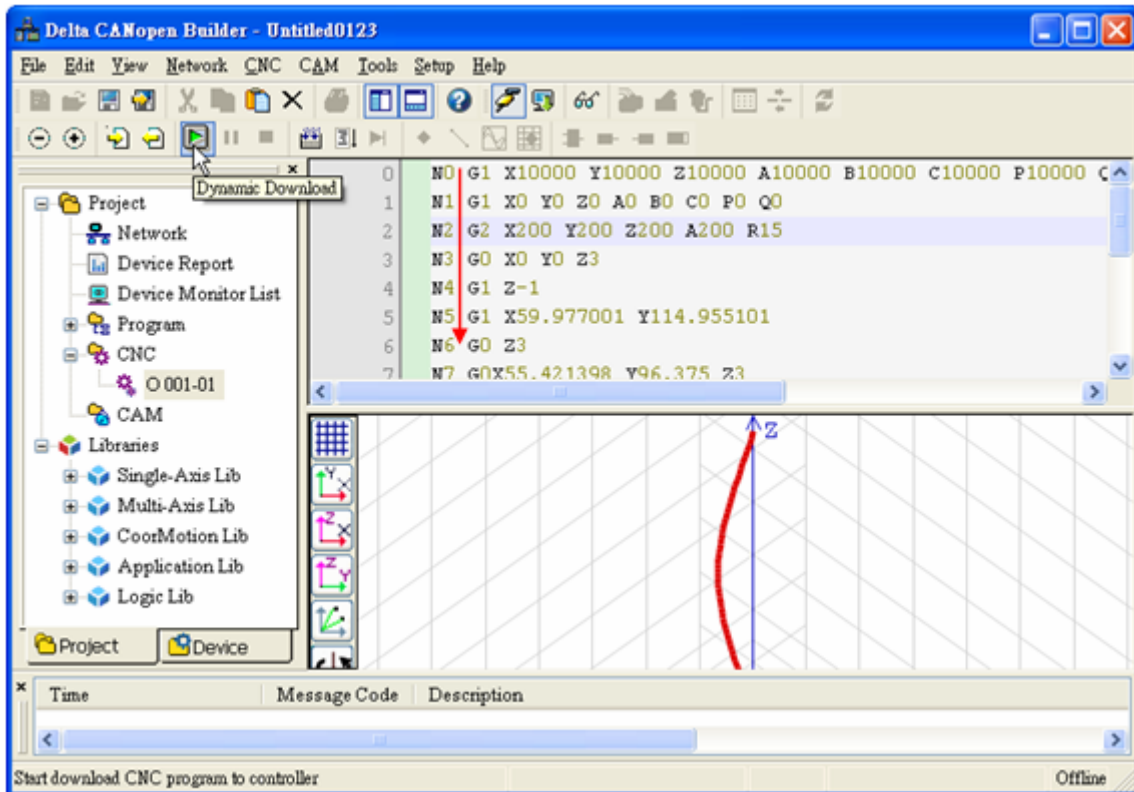 Delta CANopen Builder - Untitled0123
File Edit View Network CNC CAM Tools Setup Help
Dynamic Download
Project
Network
Device Report
Device Monitor List
Program
CNC
O 001-01
CAM
Libraries
Single-Axis Lib
Multi-Axis Lib
CoorMotion Lib
Application Lib
Logic Lib
Project Device
0 N0 G1 X10000 Y10000 Z10000 A10000 B10000 C10000 P10000
1 N1 G1 X0 Y0 Z0 A0 B0 C0 P0 Q0
2 N2 G2 X200 Y200 Z200 A200 R15
3 N3 G0 X0 Y0 Z3
4 N4 G1 Z-1
5 N5 G1 X59.977001 Y114.955101
6 N6 G0 Z3
7 N7 G0X55.421398 Y96.375 Z3
Z
Y X
Z X
Z Y
Time Message Code Description
Start download CNC program to controller Offline